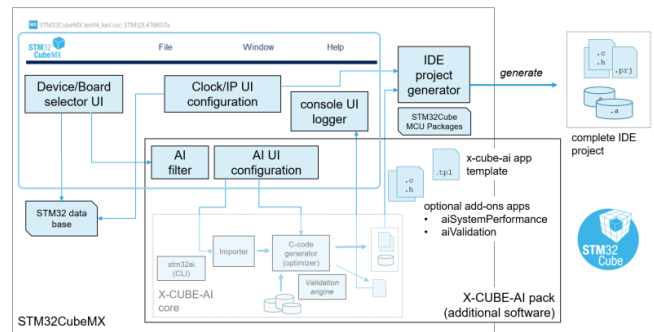 STM32CubeMX test4_keil.ioc: STM32L476RGTx
STM32
CubeMX
File
Window
Help
Device/Board
selector UI
Clock/IP UI
configuration
console UI
logger
IDE
project
generator
STM32Cube
MCU Packages
generate
.c
.h
.prj
.a
.a
complete IDE
project
AI
filter
AI UI
configuration
.c
.h
.tpl
x-cube-ai app
template
optional add-ons apps
• aiSystemPerformance
• aiValidation
STM32 data
base
stm32ai
(CLI)
Importer
C-code
generator
(optimizer)
Validation
engine
X-CUBE-AI
core
X-CUBE-AI pack
(additional software)
STM32CubeMX
STM32
Cube